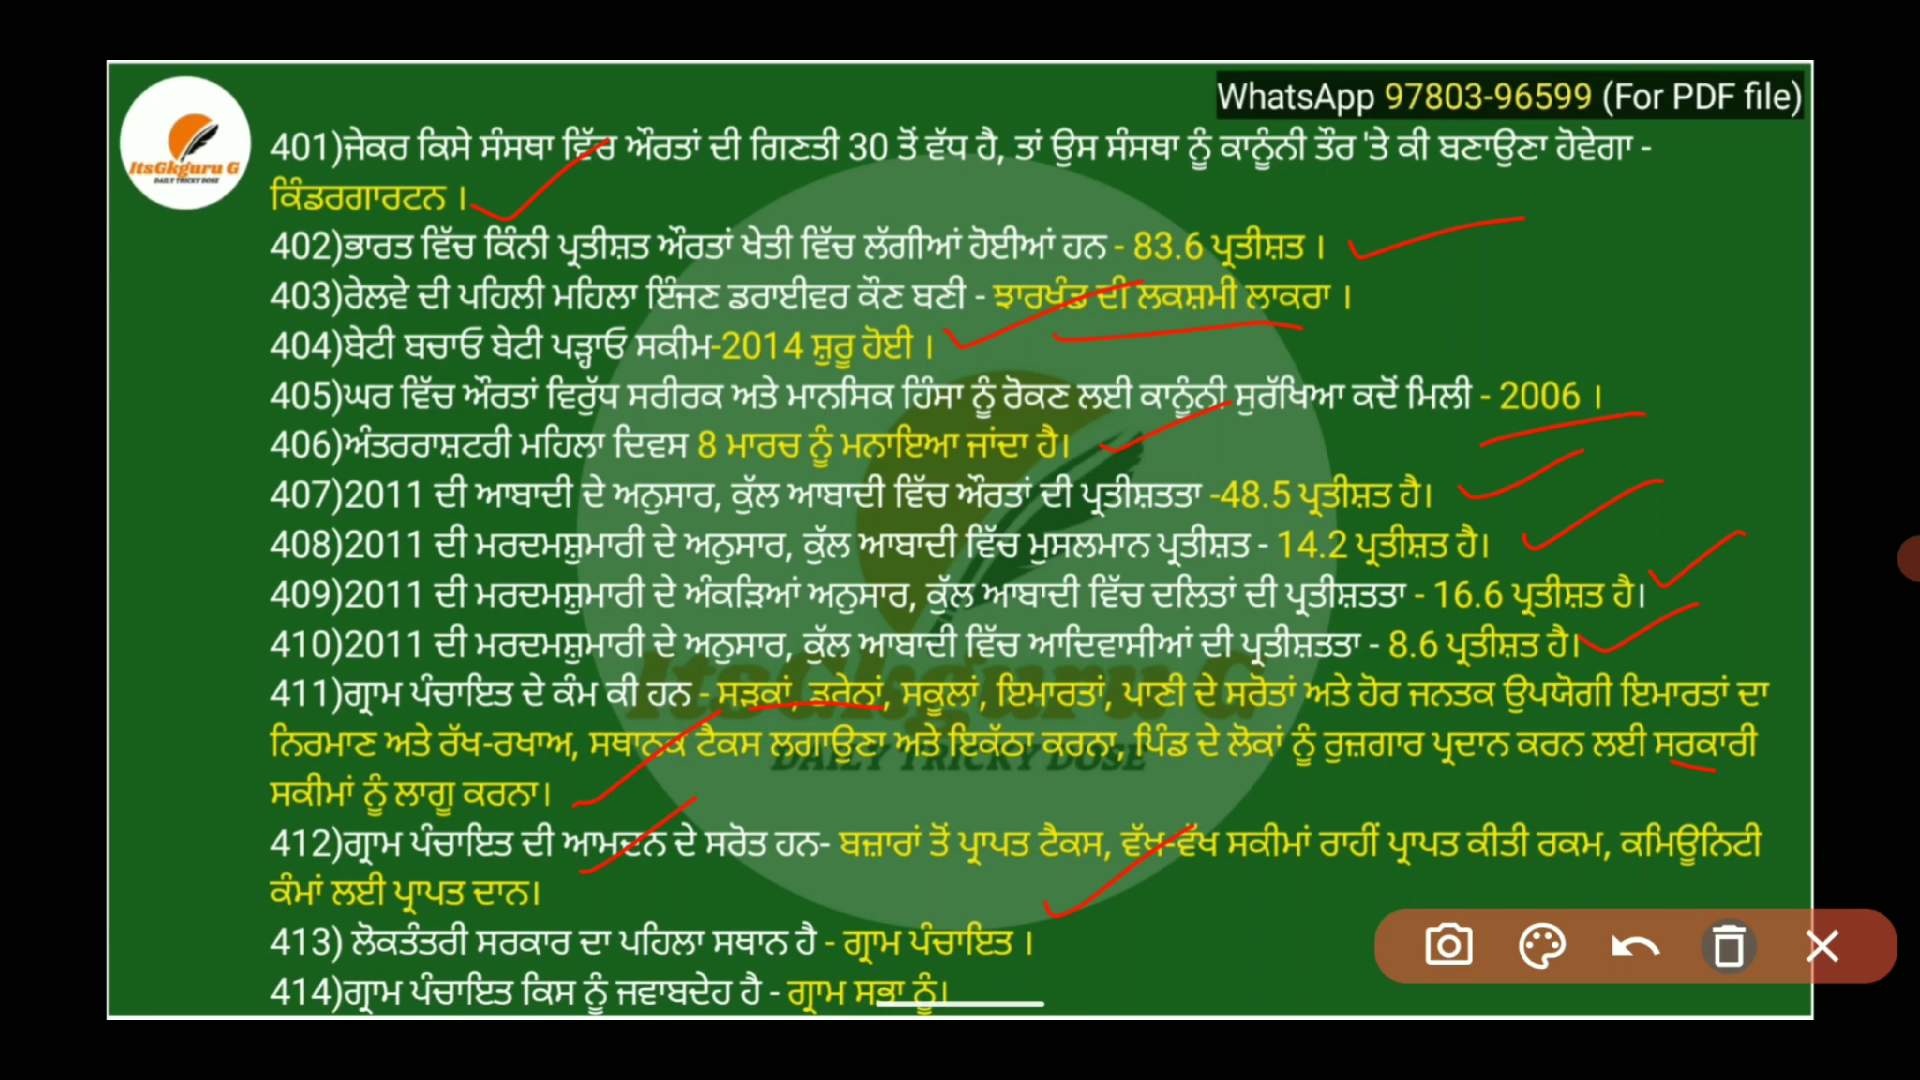 WhatsApp 97803-96599 (For PDF file)
ItsGkguru G
DAILY TRICKY DOSE
401)ਜੇਕਰ ਕਿਸੇ ਸੰਸਥਾ ਵਿੱਚ ਔਰਤਾਂ ਦੀ ਗਿਣਤੀ 30 ਤੋਂ ਵੱਧ ਹੈ, ਤਾਂ ਉਸ ਸੰਸਥਾ ਨੂੰ ਕਾਨੂੰਨੀ ਤੌਰ 'ਤੇ ਕੀ ਬਣਾਉਣਾ ਹੋਵੇਗਾ -
ਕਿੰਡਰਗਾਰਟਨ ।
402)ਭਾਰਤ ਵਿੱਚ ਕਿੰਨੀ ਪ੍ਰਤੀਸ਼ਤ ਔਰਤਾਂ ਖੇਤੀ ਵਿੱਚ ਲੱਗੀਆਂ ਹੋਈਆਂ ਹਨ - 83.6 ਪ੍ਰਤੀਸ਼ਤ ।
403)ਰੇਲਵੇ ਦੀ ਪਹਿਲੀ ਮਹਿਲਾ ਇੰਜਣ ਡਰਾਈਵਰ ਕੌਣ ਬਣੀ - ਝਾਰਖੰਡ ਦੀ ਲਕਸ਼ਮੀ ਲਾਕਰਾ ।
404)ਬੇਟੀ ਬਚਾਓ ਬੇਟੀ ਪੜ੍ਹਾਓ ਸਕੀਮ-2014 ਸ਼ੁਰੂ ਹੋਈ ।
405)ਘਰ ਵਿੱਚ ਔਰਤਾਂ ਵਿਰੁੱਧ ਸਰੀਰਕ ਅਤੇ ਮਾਨਸਿਕ ਹਿੰਸਾ ਨੂੰ ਰੋਕਣ ਲਈ ਕਾਨੂੰਨੀ ਸੁਰੱਖਿਆ ਕਦੋਂ ਮਿਲੀ - 2006 ।
406)ਅੰਤਰਰਾਸ਼ਟਰੀ ਮਹਿਲਾ ਦਿਵਸ 8 ਮਾਰਚ ਨੂੰ ਮਨਾਇਆ ਜਾਂਦਾ ਹੈ।
407)2011 ਦੀ ਆਬਾਦੀ ਦੇ ਅਨੁਸਾਰ, ਕੁੱਲ ਆਬਾਦੀ ਵਿੱਚ ਔਰਤਾਂ ਦੀ ਪ੍ਰਤੀਸ਼ਤਤਾ -48.5 ਪ੍ਰਤੀਸ਼ਤ ਹੈ।
408)2011 ਦੀ ਮਰਦਮਸ਼ੁਮਾਰੀ ਦੇ ਅਨੁਸਾਰ, ਕੁੱਲ ਆਬਾਦੀ ਵਿੱਚ ਮੁਸਲਮਾਨ ਪ੍ਰਤੀਸ਼ਤ - 14.2 ਪ੍ਰਤੀਸ਼ਤ ਹੈ।
409)2011 ਦੀ ਮਰਦਮਸ਼ੁਮਾਰੀ ਦੇ ਅੰਕੜਿਆਂ ਅਨੁਸਾਰ, ਕੁੱਲ ਆਬਾਦੀ ਵਿੱਚ ਦਲਿਤਾਂ ਦੀ ਪ੍ਰਤੀਸ਼ਤਤਾ - 16.6 ਪ੍ਰਤੀਸ਼ਤ ਹੈ।
410)2011 ਦੀ ਮਰਦਮਸ਼ੁਮਾਰੀ ਦੇ ਅਨੁਸਾਰ, ਕੁੱਲ ਆਬਾਦੀ ਵਿੱਚ ਆਦਿਵਾਸੀਆਂ ਦੀ ਪ੍ਰਤੀਸ਼ਤਤਾ - 8.6 ਪ੍ਰਤੀਸ਼ਤ ਹੈ।
411)ਗ੍ਰਾਮ ਪੰਚਾਇਤ ਦੇ ਕੰਮ ਕੀ ਹਨ - ਸੜਕਾਂ, ਡਰੇਨਾਂ, ਸਕੂਲਾਂ, ਇਮਾਰਤਾਂ, ਪਾਣੀ ਦੇ ਸਰੋਤਾਂ ਅਤੇ ਹੋਰ ਜਨਤਕ ਉਪਯੋਗੀ ਇਮਾਰਤਾਂ ਦਾ
ਨਿਰਮਾਣ ਅਤੇ ਰੱਖ-ਰਖਾਅ, ਸਥਾਨਕ ਟੈਕਸ ਲਗਾਉਣਾ ਅਤੇ ਇਕੱਠਾ ਕਰਨਾ, ਪਿੰਡ ਦੇ ਲੋਕਾਂ ਨੂੰ ਰੁਜ਼ਗਾਰ ਪ੍ਰਦਾਨ ਕਰਨ ਲਈ ਸਰਕਾਰੀ
ਸਕੀਮਾਂ ਨੂੰ ਲਾਗੂ ਕਰਨਾ।
412)ਗ੍ਰਾਮ ਪੰਚਾਇਤ ਦੀ ਆਮਦਨ ਦੇ ਸਰੋਤ ਹਨ- ਬਜ਼ਾਰਾਂ ਤੋਂ ਪ੍ਰਾਪਤ ਟੈਕਸ, ਵੱਖ-ਵੱਖ ਸਕੀਮਾਂ ਰਾਹੀਂ ਪ੍ਰਾਪਤ ਕੀਤੀ ਰਕਮ, ਕਮਿਊਨਿਟੀ
ਕੰਮਾਂ ਲਈ ਪ੍ਰਾਪਤ ਦਾਨ।
413) ਲੋਕਤੰਤਰੀ ਸਰਕਾਰ ਦਾ ਪਹਿਲਾ ਸਥਾਨ ਹੈ - ਗ੍ਰਾਮ ਪੰਚਾਇਤ ।
414)ਗ੍ਰਾਮ ਪੰਚਾਇਤ ਕਿਸ ਨੂੰ ਜਵਾਬਦੇਹ ਹੈ - ਗ੍ਰਾਮ ਸਭਾ ਨੂੰ।
ItsGkguru G
DAILY TRICKY DOSE